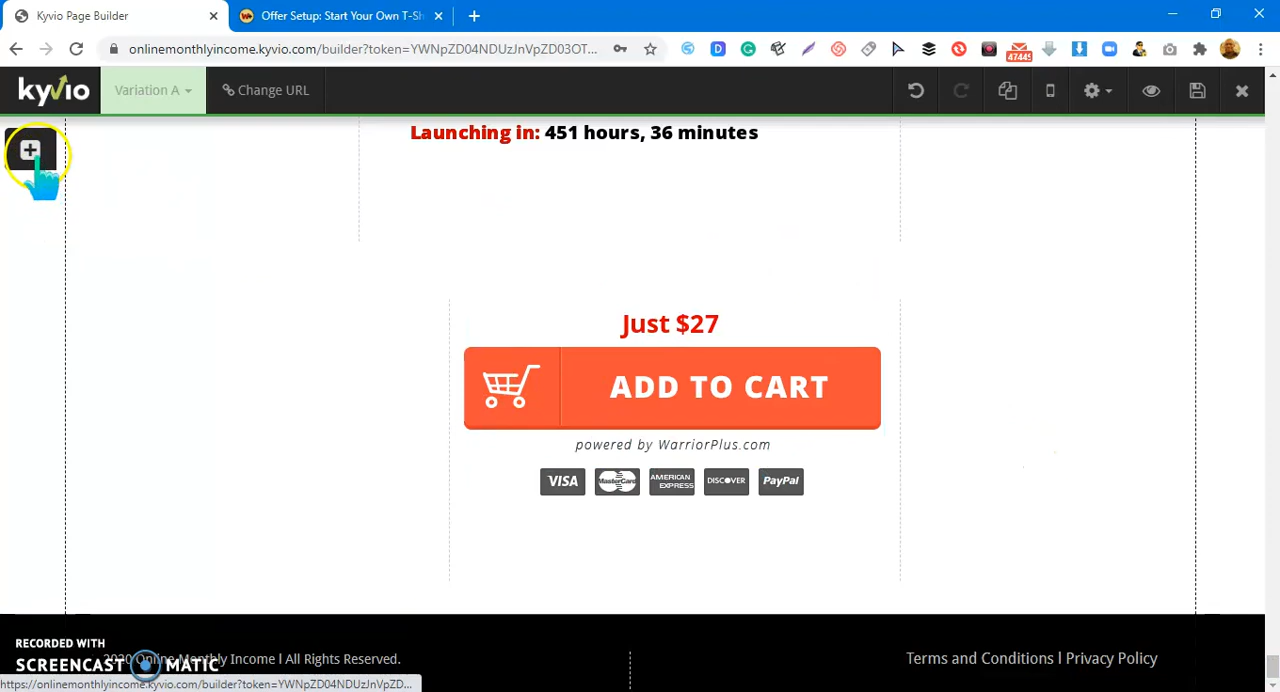 Kyvio Page Builder
Offer Setup: Start Your Own T-Sh
onlinemonthlyincome.kyvio.com/builder?token=YWNpZD04NDUzJnVpZD03OT...
47449
kyvio
Variation A
Change URL
Launching in: 451 hours, 36 minutes
Just $27
ADD TO CART
powered by WarriorPlus.com
VISA
MasterCard
AMERICAN EXPRESS
DISCOVER
PayPal
RECORDED WITH
SCREENCAST MATIC
2020 Online Monthly Income l All Rights Reserved.
Terms and Conditions l Privacy Policy
https://onlinemonthlyincome.kyvio.com/builder?token=YWNpZD04NDUzJnVpZD...